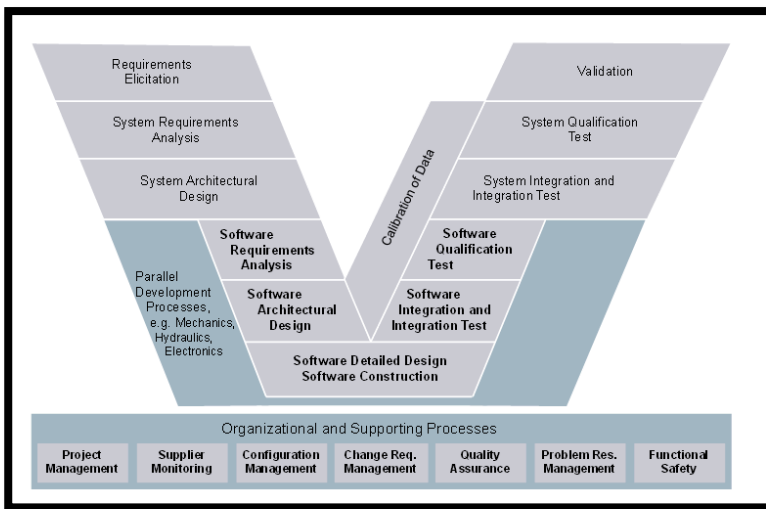 Requirements
Elicitation
System Requirements
Analysis
System Architectural
Design
Software
Requirements
Analysis
Software
Architectural
Design
Parallel
Development
Processes,
e.g. Mechanics,
Hydraulics,
Electronics
Software Detailed Design
Software Construction
Calibration of Data
Validation
System Qualification
Test
System Integration and
Integration Test
Software
Qualification
Test
Software
Integration and
Integration Test
Organizational and Supporting Processes
Project
Management
Supplier
Monitoring
Configuration
Management
Change Req.
Management
Quality
Assurance
Problem Res.
Management
Functional
Safety